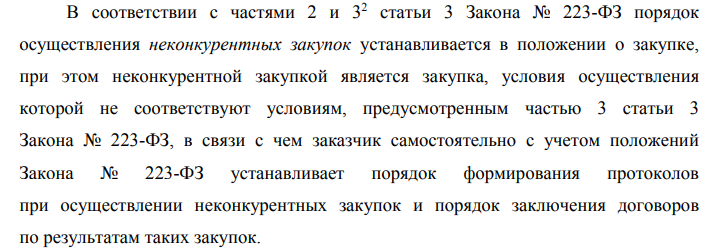 В соответствии с частями 2 и 3² статьи 3 Закона № 223-ФЗ порядок
осуществления неконкурентных закупок устанавливается в положении о закупке,
при этом неконкурентной закупкой является закупка, условия осуществления
которой не соответствуют условиям, предусмотренным частью 3 статьи 3
Закона № 223-ФЗ, в связи с чем заказчик самостоятельно с учетом положений
Закона № 223-ФЗ устанавливает порядок формирования протоколов
при осуществлении неконкурентных закупок и порядок заключения договоров
по результатам таких закупок.